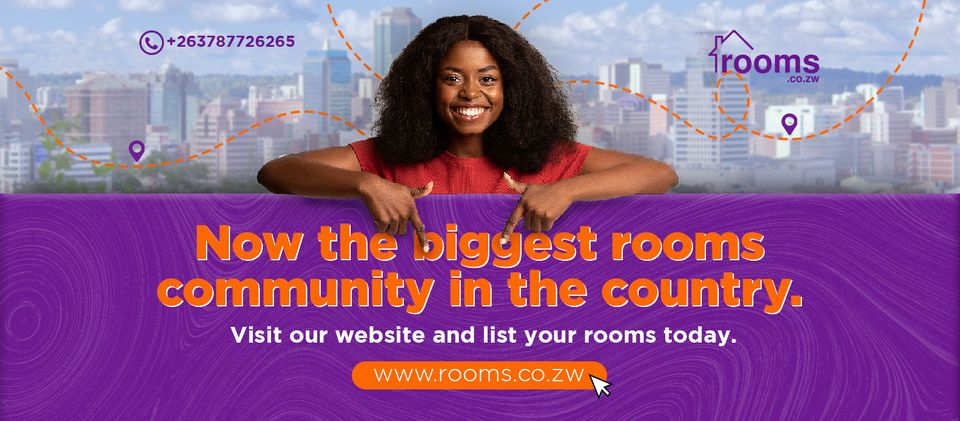 +263787726265
rooms
.co.zw
Now the biggest rooms
community in the country.
Visit our website and list your rooms today.
www.rooms.co.zw